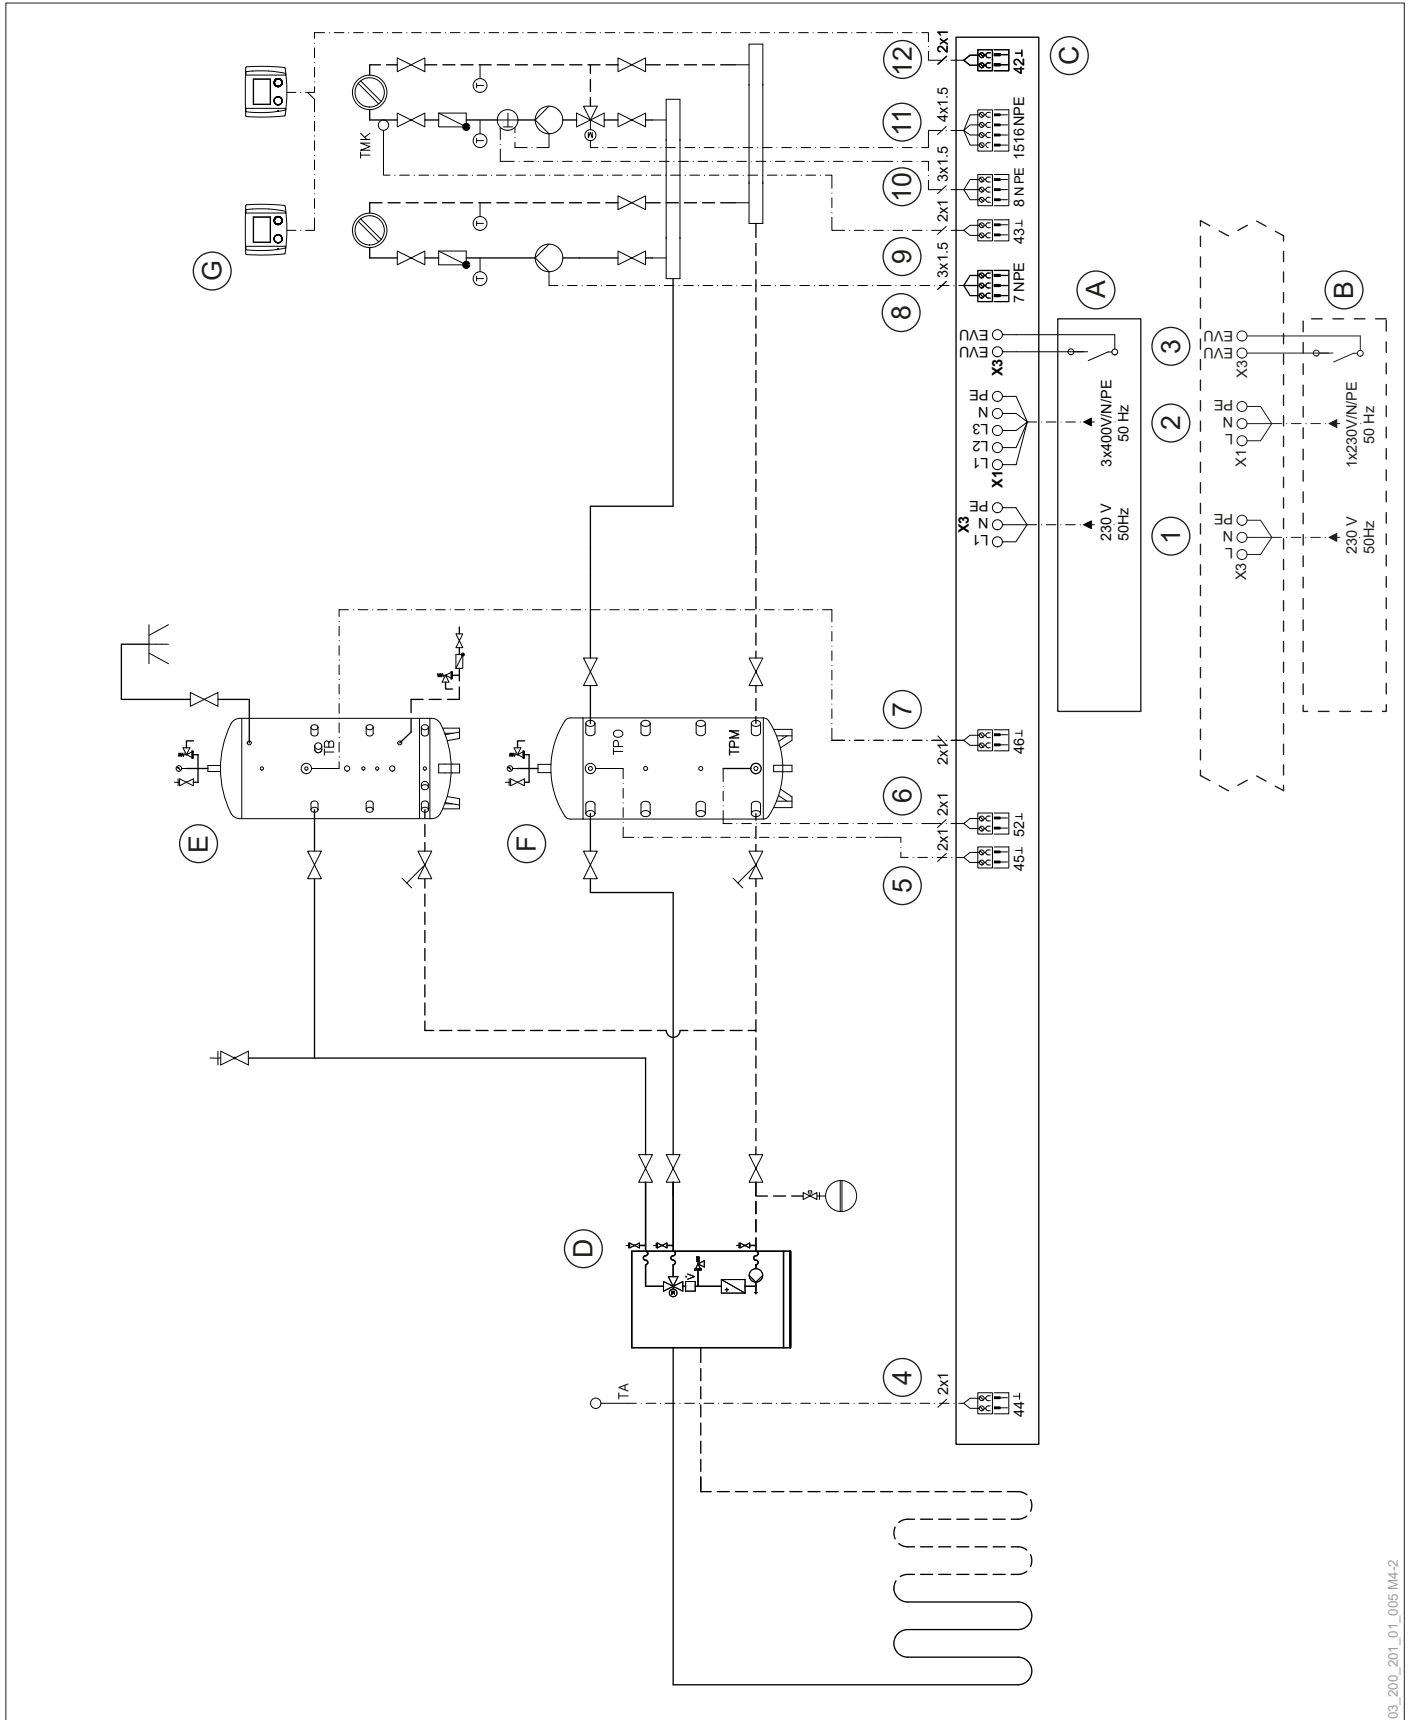 E
G
TB
TMK
T
T
T
T
F
D
M
TA
TPO
M
V
TPM
4
5
6
7
8
9
10
11
12
2x1
2x1
2x1
2x1
3x1.5
2x1
3x1.5
4x1.5
2x1
X3
L1
N
PE
X1
L1
L2
L3
N
PE
X3
EVU
EVU
44
45
52
46
7 NPE
43
8 N PE
1516 NPE
42
C
A
230 V
50Hz
3x400V/N/PE
50 Hz
1
2
3
X3
L
N
PE
X1
L
N
PE
X3
EVU
EVU
B
230 V
50Hz
1x230V/N/PE
50 Hz
03_200_201_01_005 M4-2